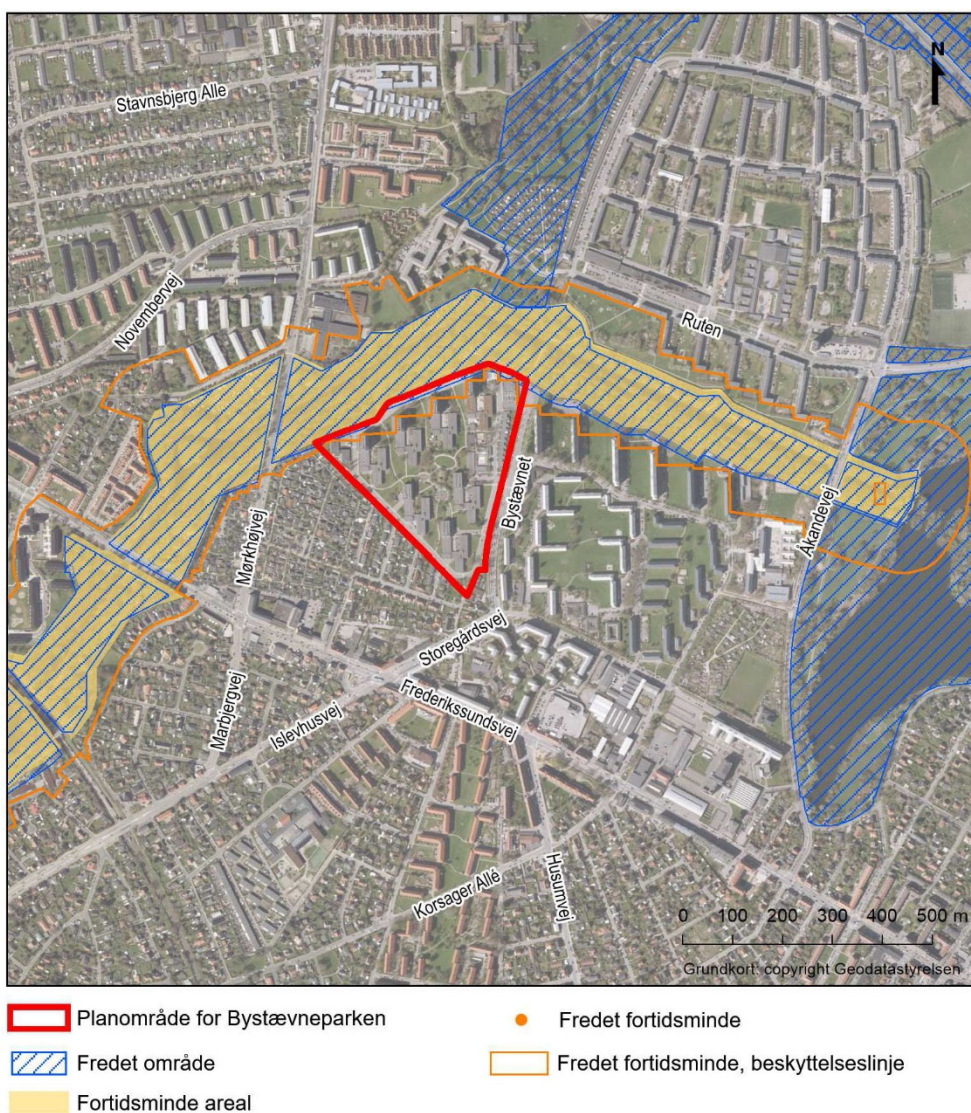 N
Stavnsbjerg Alle
Novembervej
Ruten
Mørkhøjvej
Bystævnet
Åkandevej
Storegårdsvej
Marbjergvej
Islevhusvej
Frederikssundsvej
Korsager Allé
Husumvej
0 100 200 300 400 500 m
Grundkort: copyright Geodatastyrelsen
Planområde for Bystævneparken
Fredet fortidsminde
Fredet område
Fredet fortidsminde, beskyttelseslinje
Fortidsminde areal